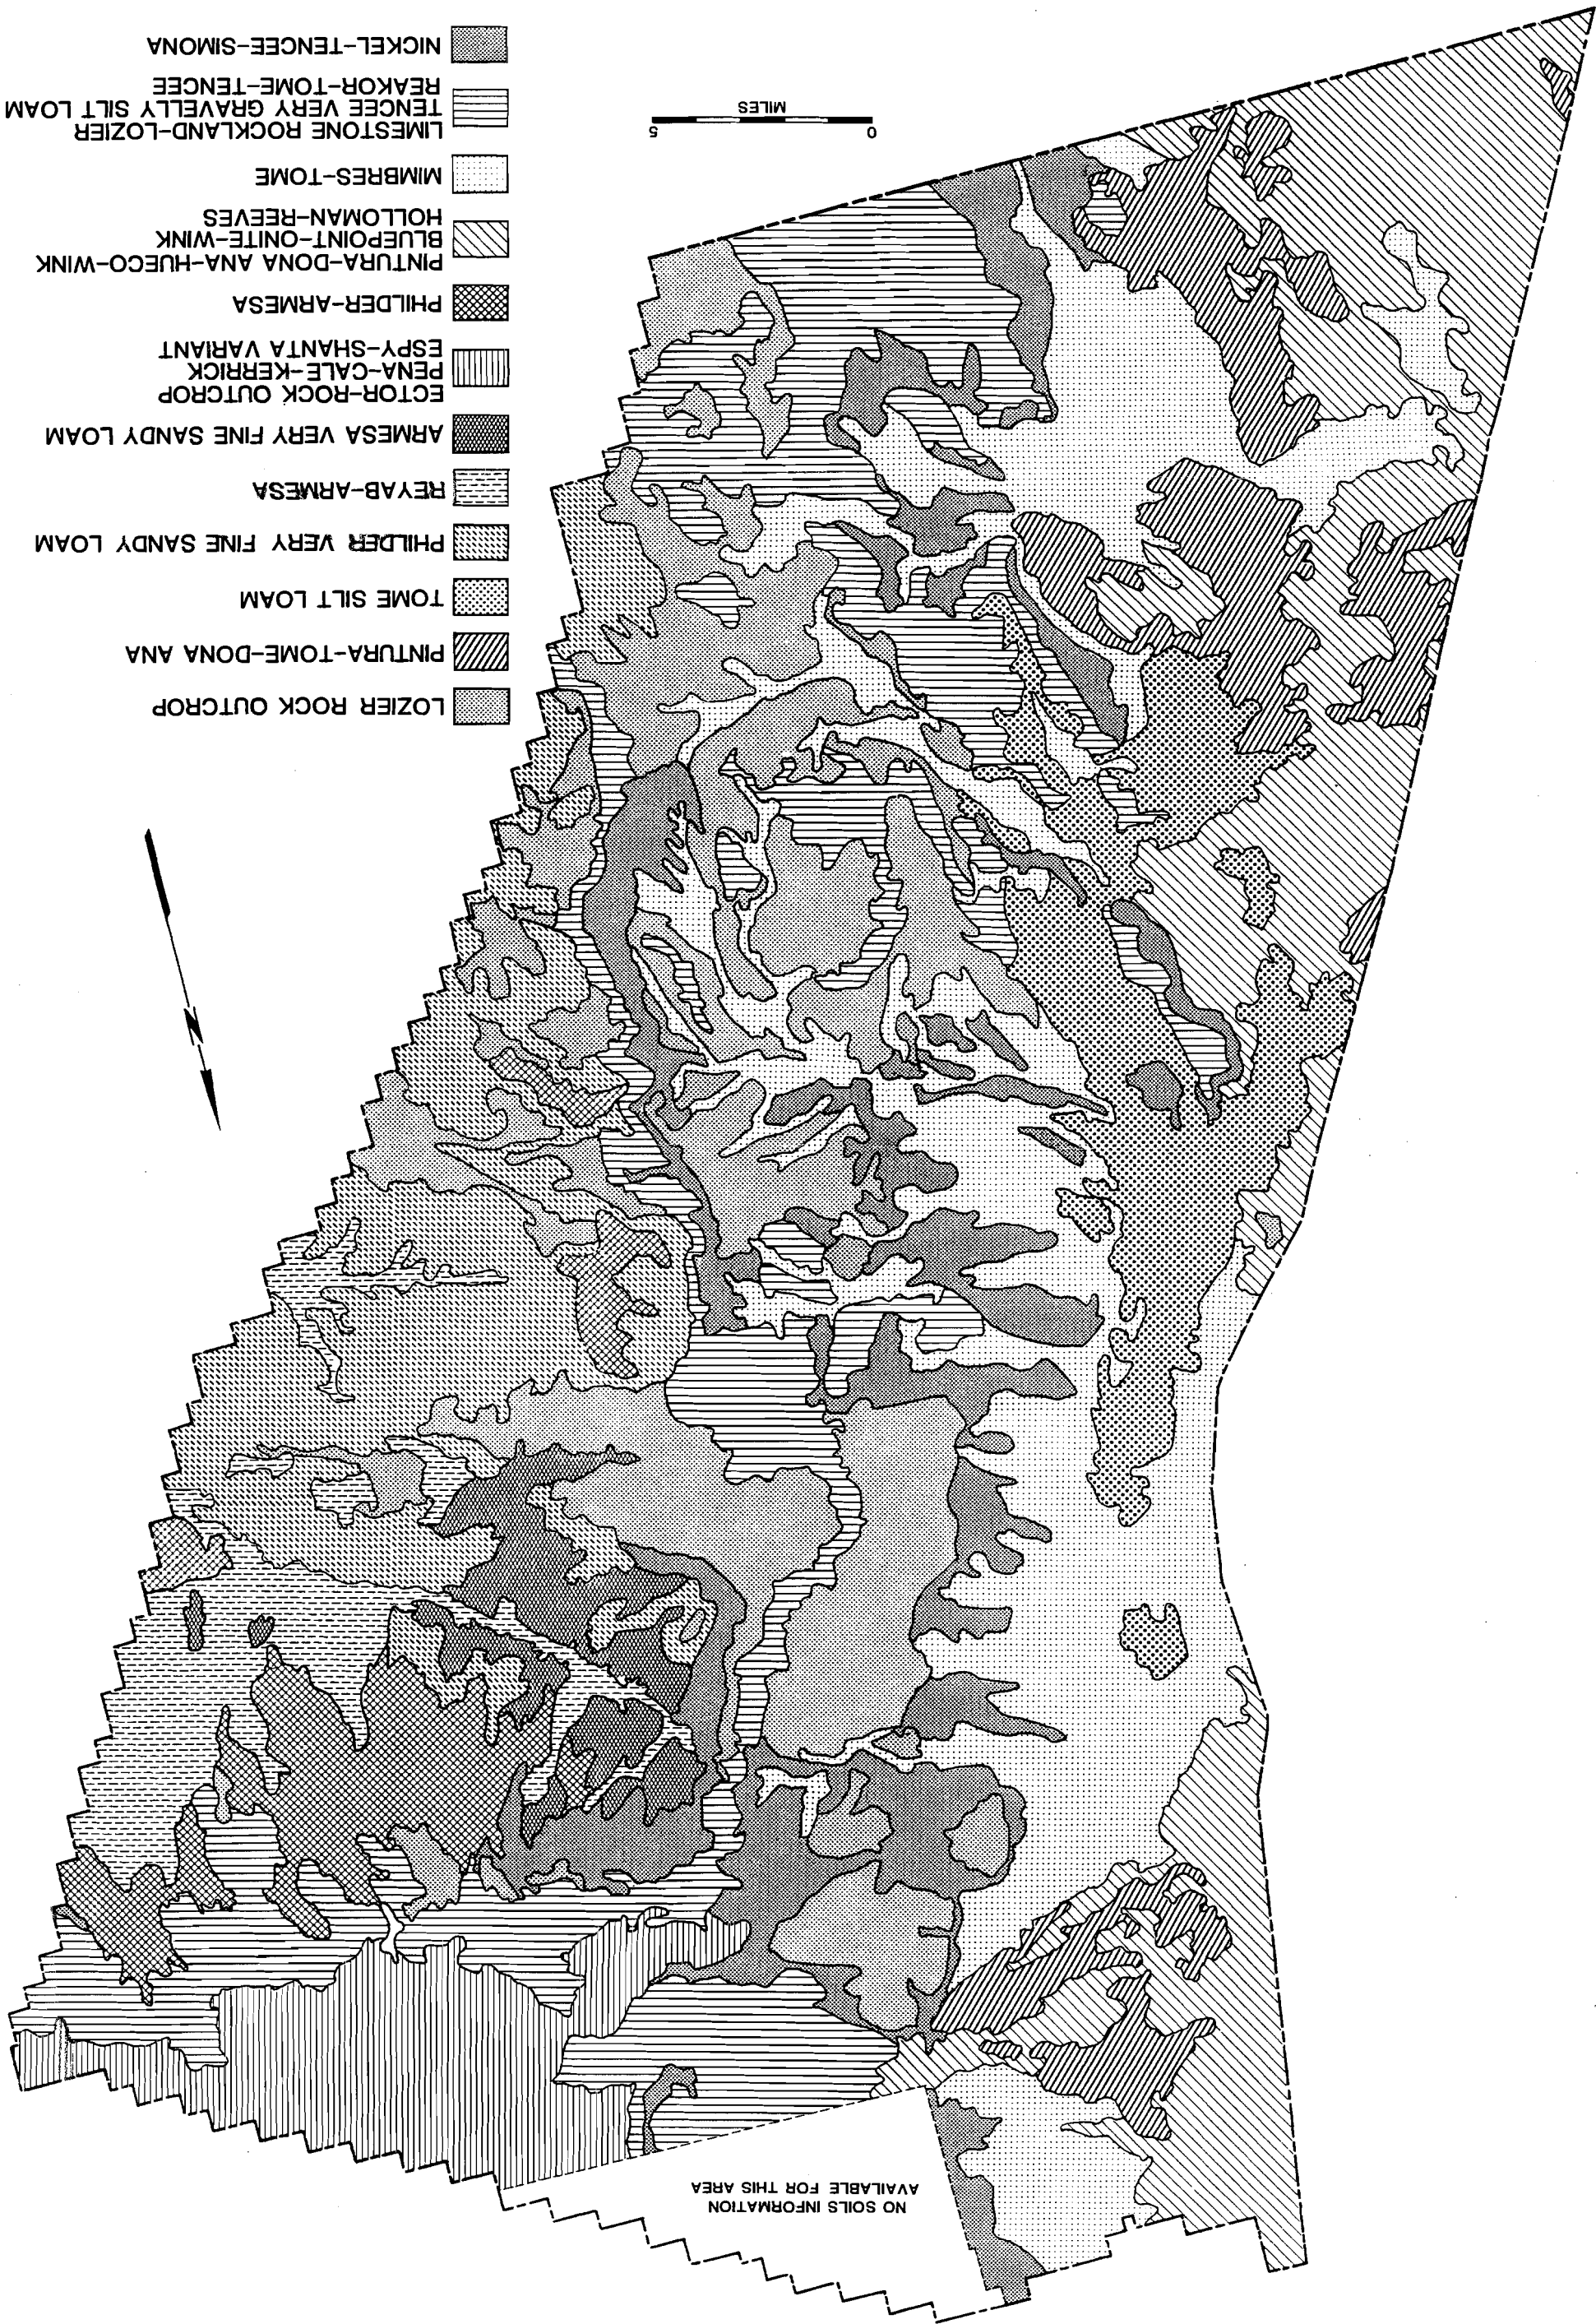 NO SOILS INFORMATION
AVAILABLE FOR THIS AREA
N
LOZIER ROCK OUTCROP
PINTURA-TOME-DONA ANA
TOME SILT LOAM
PHILDER VERY FINE SANDY LOAM
REYAB-ARMESA
ARMESA VERY FINE SANDY LOAM
ECTOR-ROCK OUTCROP
PENA-CALE-KERRICK
ESPY-SHANTA VARIANT
PHILDER-ARMESA
PINTURA-DONA ANA-HUECO-WINK
BLUEPOINT-ONITE-WINK
HOLLOMAN-REEVES
MIMBRES-TOME
LIMESTONE ROCKLAND-LOZIER
TENCEE VERY GRAVELLY SILT LOAM
REAKOR-TOME-TENCEE
NICKEL-TENCEE-SIMONA
0 5
MILES